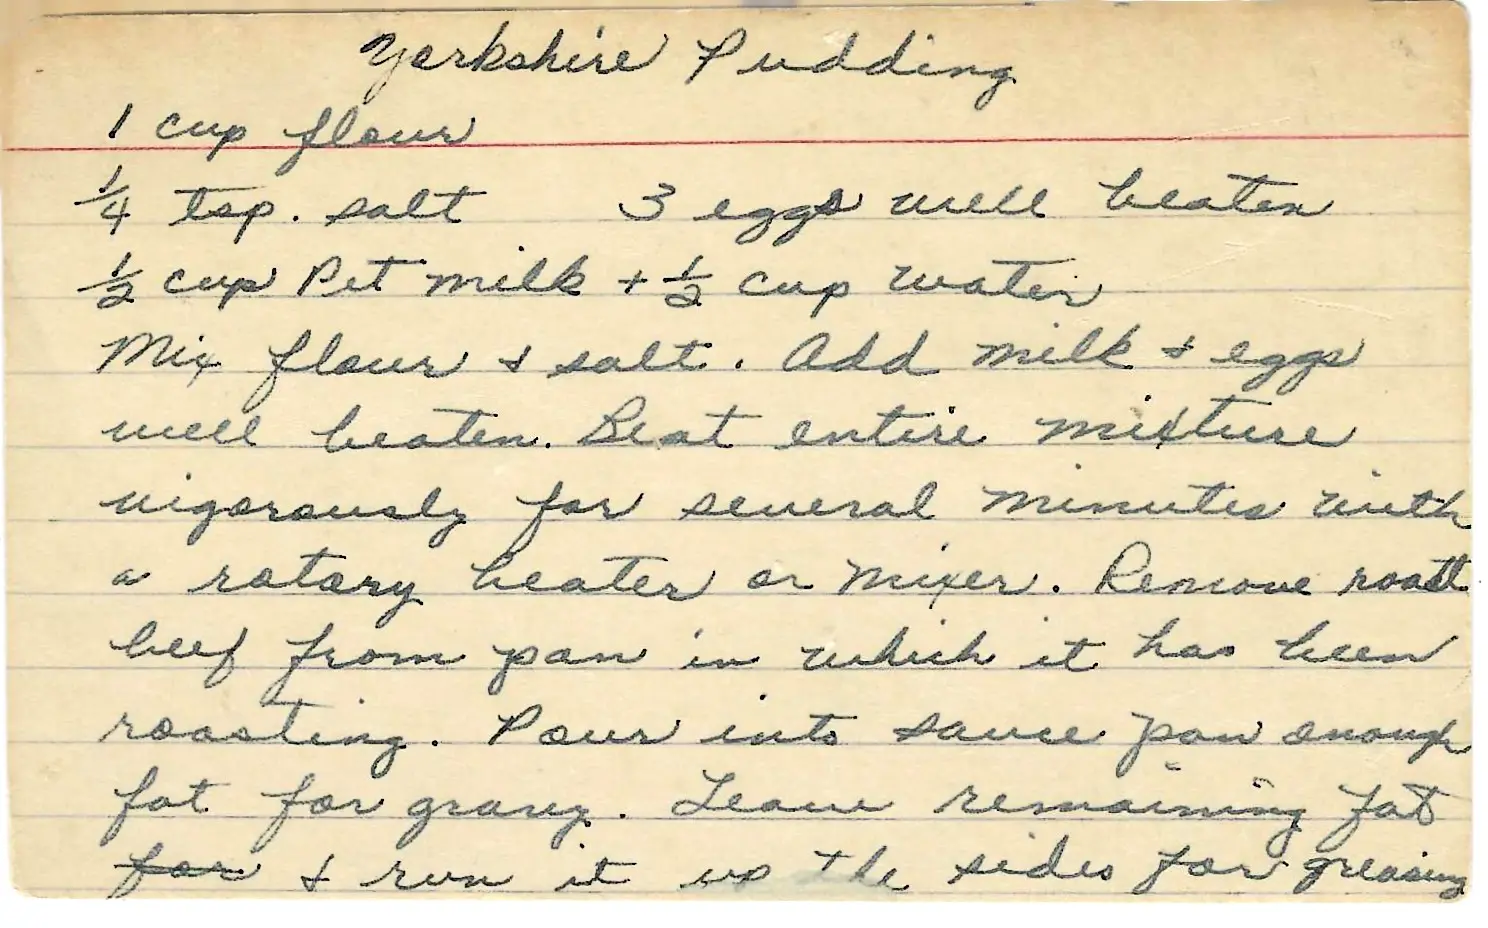 Yorkshire Pudding
1 cup flour
1/4 tsp. salt 3 eggs well beaten
1/2 cup Pet milk + 1/2 cup water
Mix flour & salt. Add milk & eggs
well beaten. Beat entire mixture
vigorously for several minutes with
a rotary beater or mixer. Remove roast
beef from pan in which it has been
roasting. Pour into sauce pan enough
fat for gravy. Leave remaining fat
for & run it up the sides for greasing